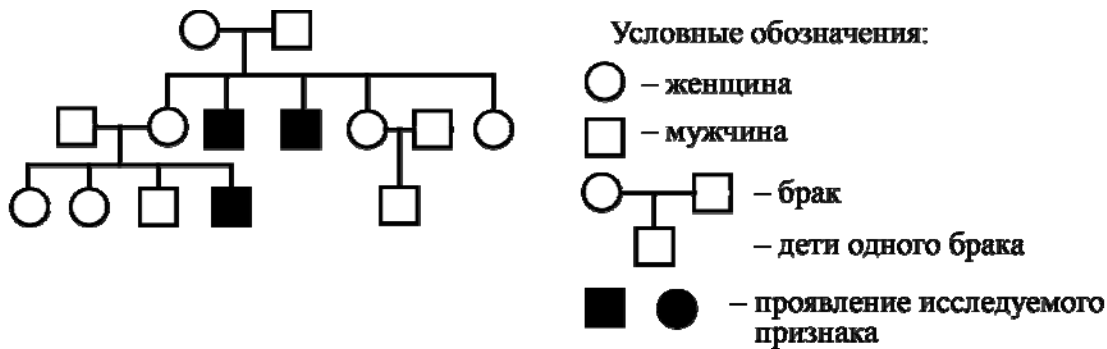 Условные обозначения:
– женщина
– мужчина
– брак
– дети одного брака
– проявление исследуемого
признака